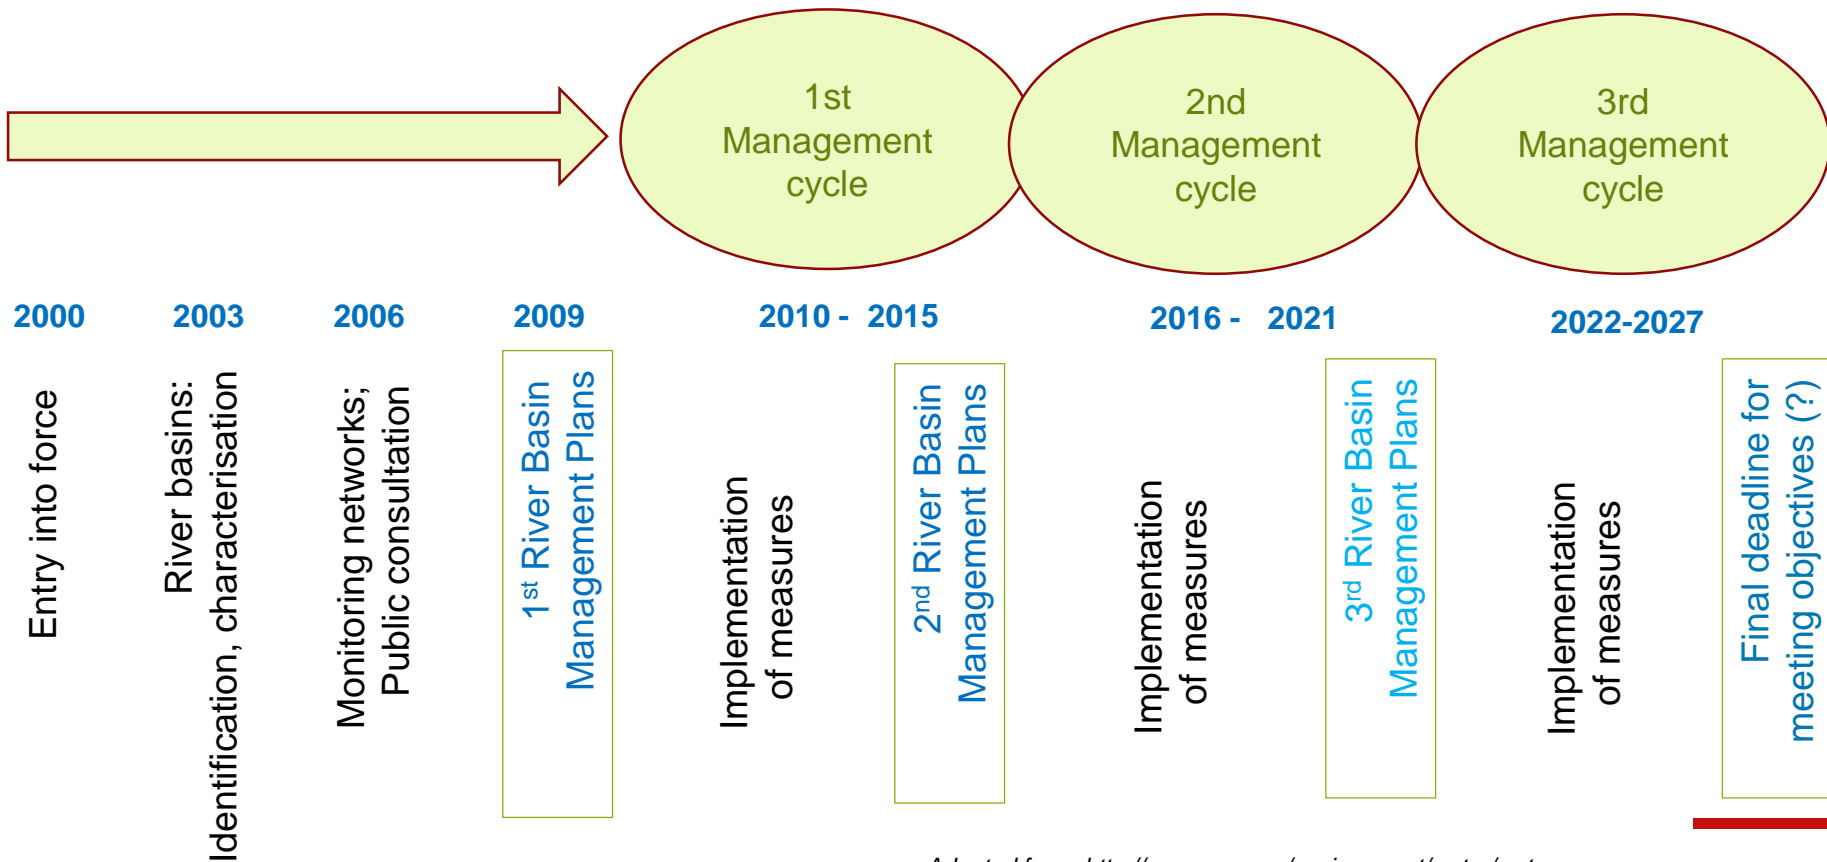 1st
Management
cycle
2nd
Management
cycle
3rd
Management
cycle
2000
2003
2006
2009
2010 - 2015
2016 - 2021
2022-2027
Entry into force
River basins:
Identification, characterisation
Monitoring networks;
Public consultation
1st River Basin
Management Plans
Implementation
of measures
2nd River Basin
Management Plans
Implementation
of measures
3rd River Basin
Management Plans
Implementation
of measures
Final deadline for
meeting objectives (?)